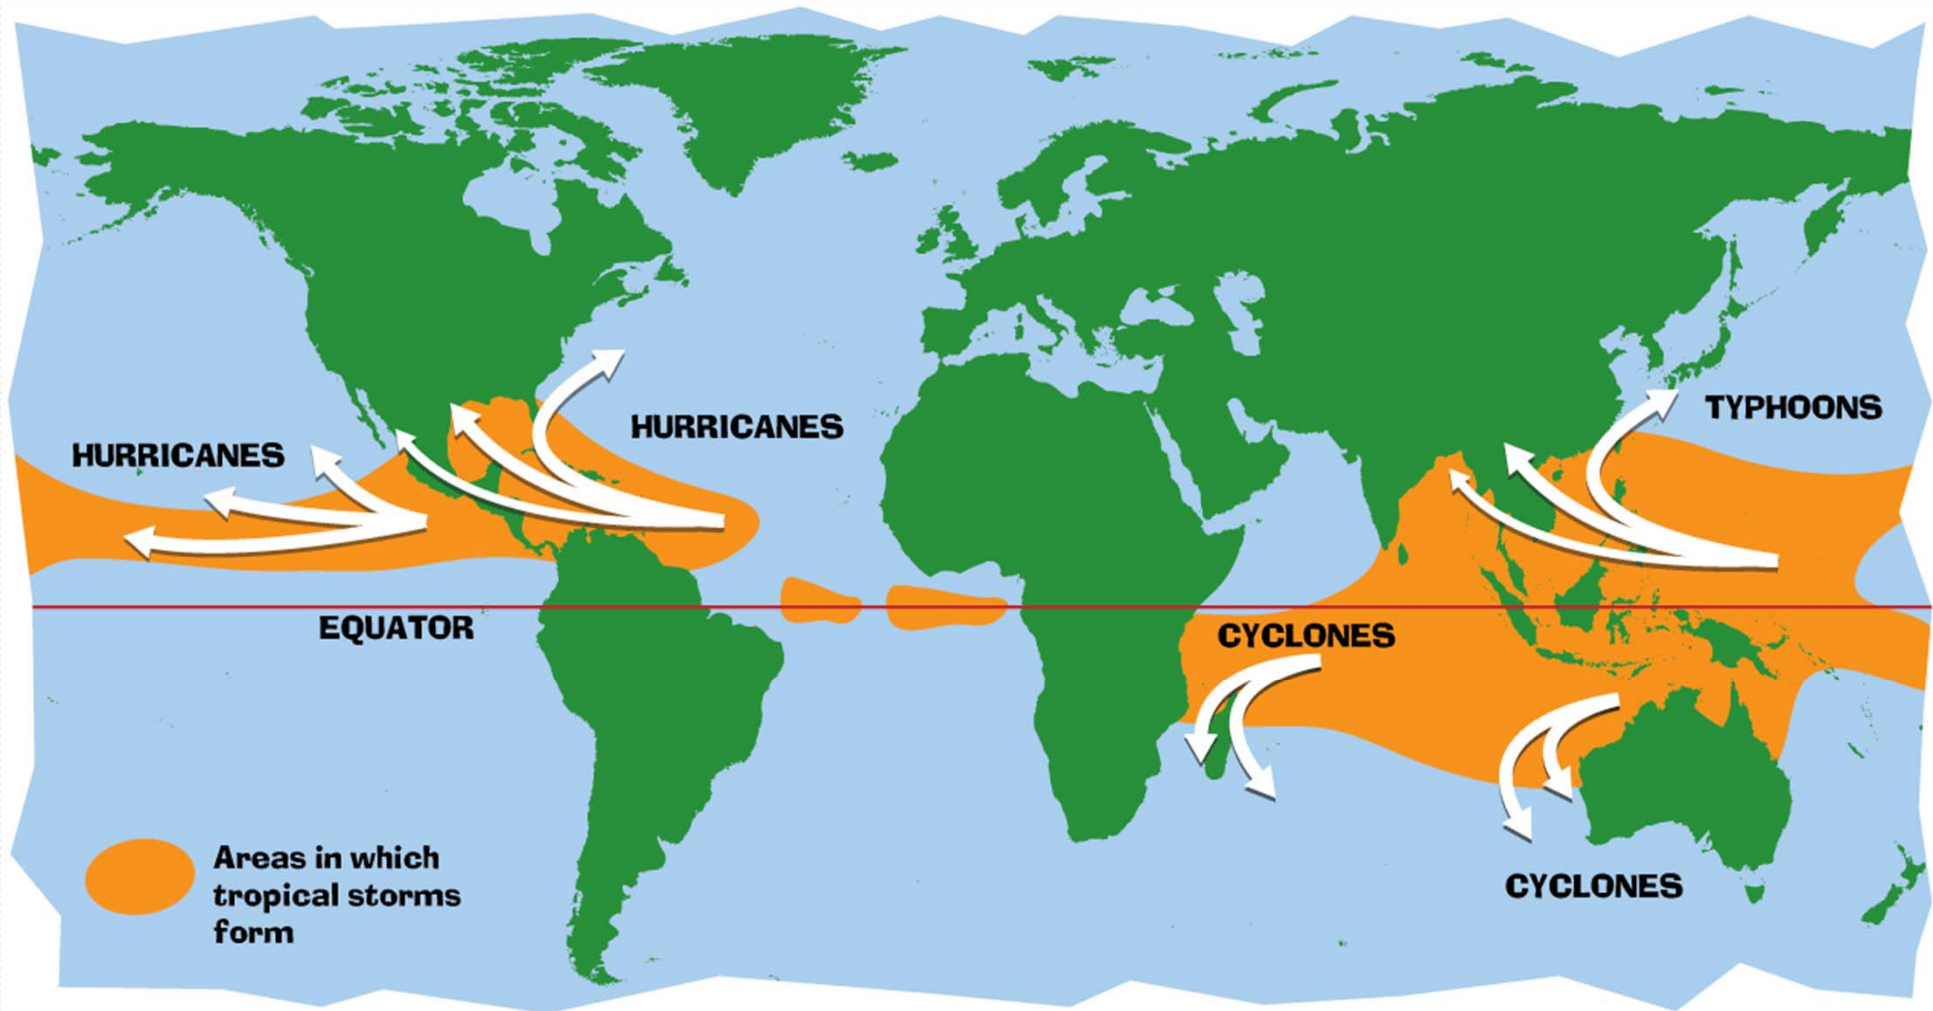 HURRICANES
HURRICANES
TYPHOONS
EQUATOR
CYCLONES
CYCLONES
Areas in which
tropical storms
form